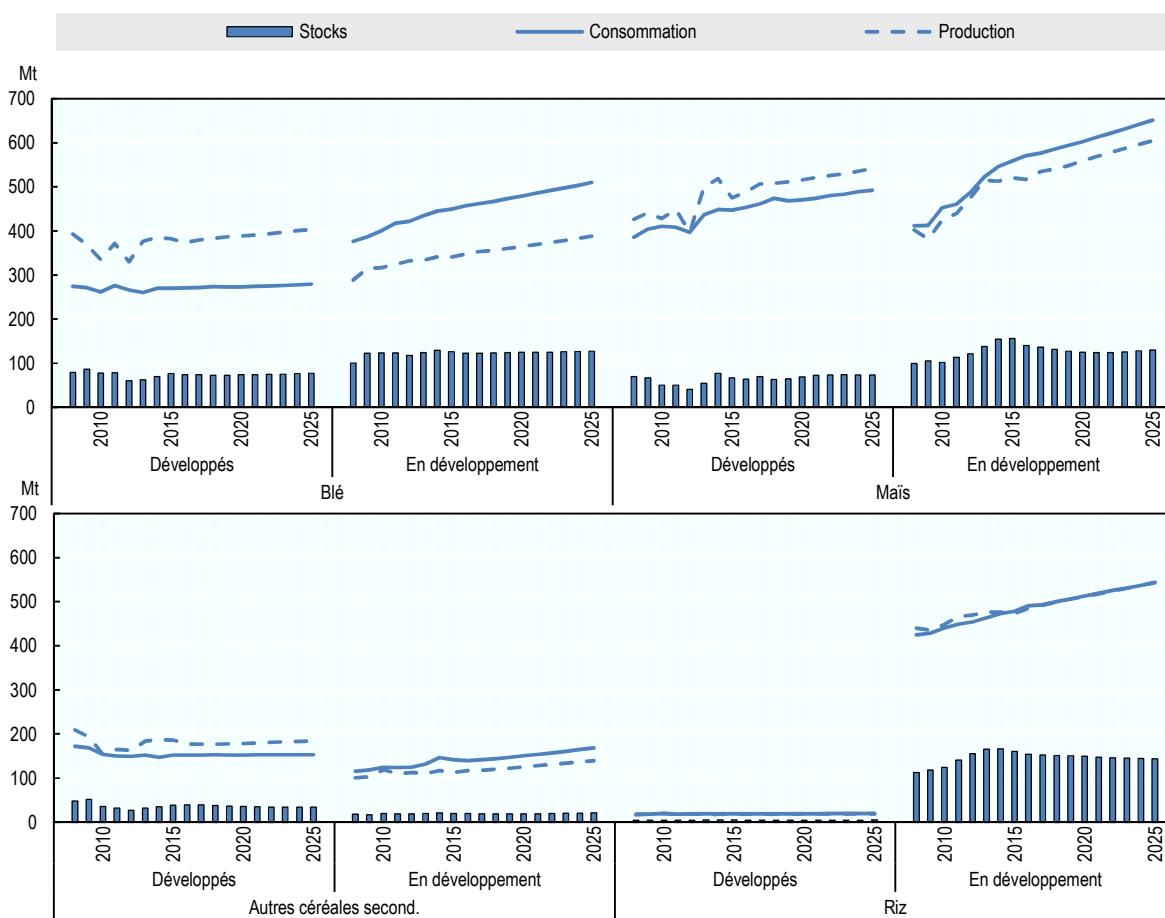 Stocks Consommation Production
Mt
700
600
500
400
300
200
100
0
2010 2015 2020 2025 2010 2015 2020 2025 2010 2015 2020 2025 2010 2015 2020 2025
Développés En développement Développés En développement
Blé Maïs
Mt
700
600
500
400
300
200
100
0
2010 2015 2020 2025 2010 2015 2020 2025 2010 2015 2020 2025 2010 2015 2020 2025
Développés En développement Développés En développement
Autres céréales second. Riz